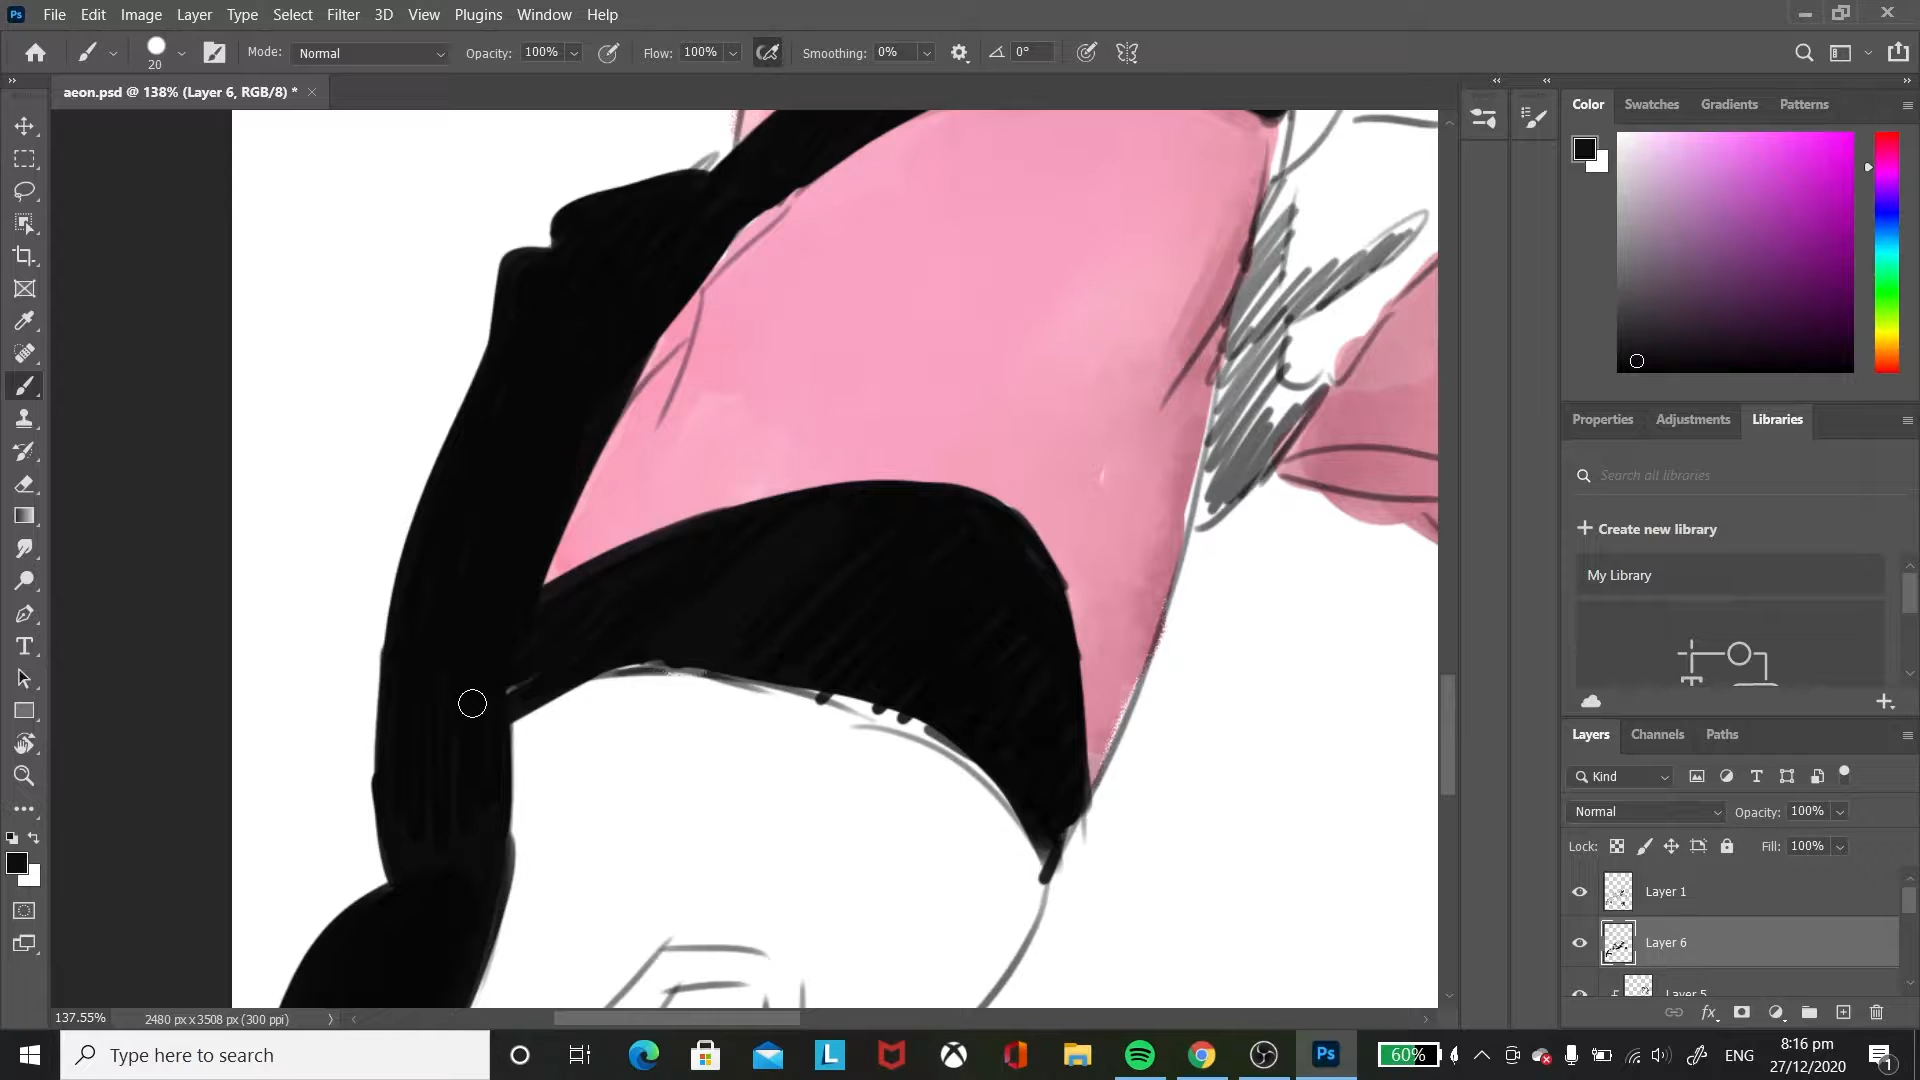 Ps File Edit Image Layer Type Select Filter 3D View Plugins Window Help
20 Mode: Normal Opacity: 100% Flow: 100% Smoothing: 0% 0°
aeon.psd @ 138% (Layer 6, RGB/8) *
Color Swatches Gradients Patterns
Properties Adjustments Libraries
Search all libraries
Create new library
My Library
Layers Channels Paths
Kind
Normal Opacity: 100%
Lock: Fill: 100%
Layer 1
Layer 6
Layer 5
137.55% 2480 px x 3508 px (300 ppi)
Type here to search
60% ENG
8:16 pm
27/12/2020
1